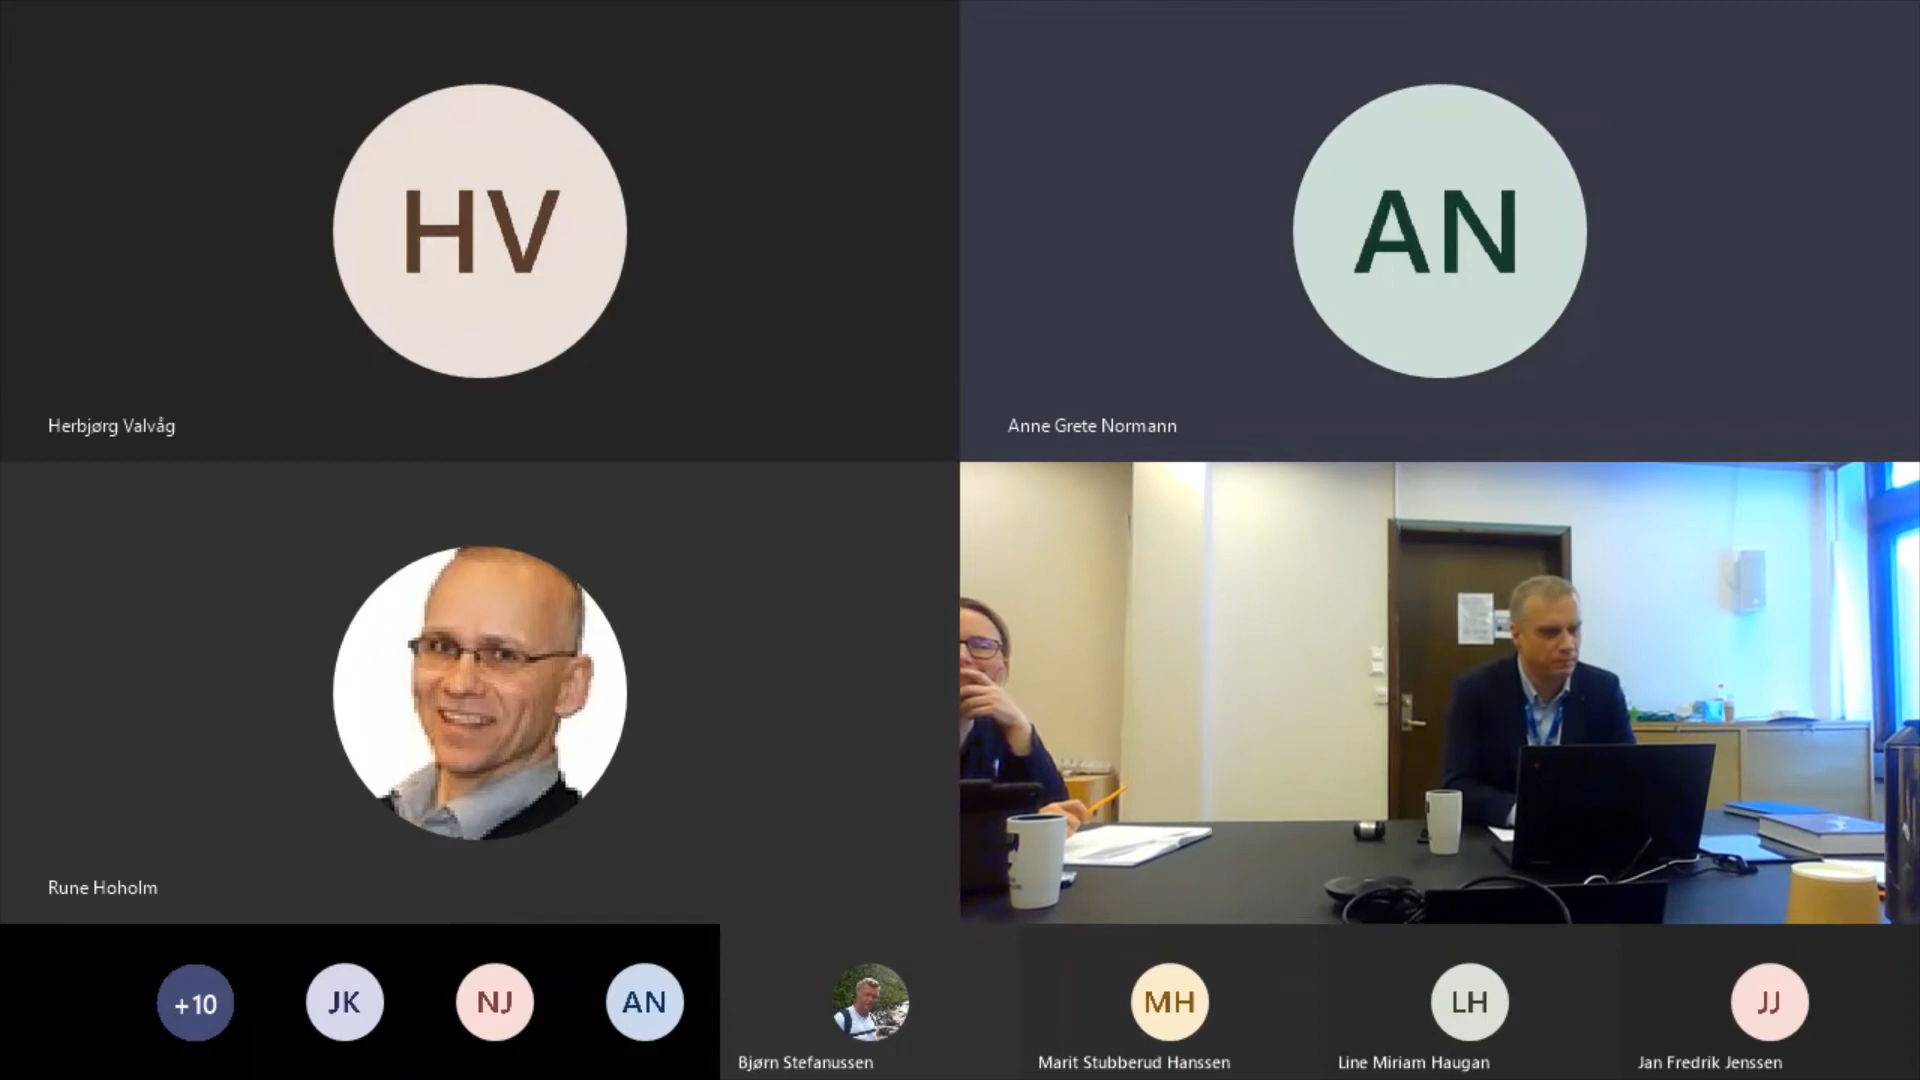 HV
AN
Herbjørg Valvåg
Anne Grete Normann
Rune Hoholm
+10
JK
NJ
AN
MH
LH
JJ
Bjørn Stefanussen
Marit Stubberud Hanssen
Line Miriam Haugan
Jan Fredrik Jenssen